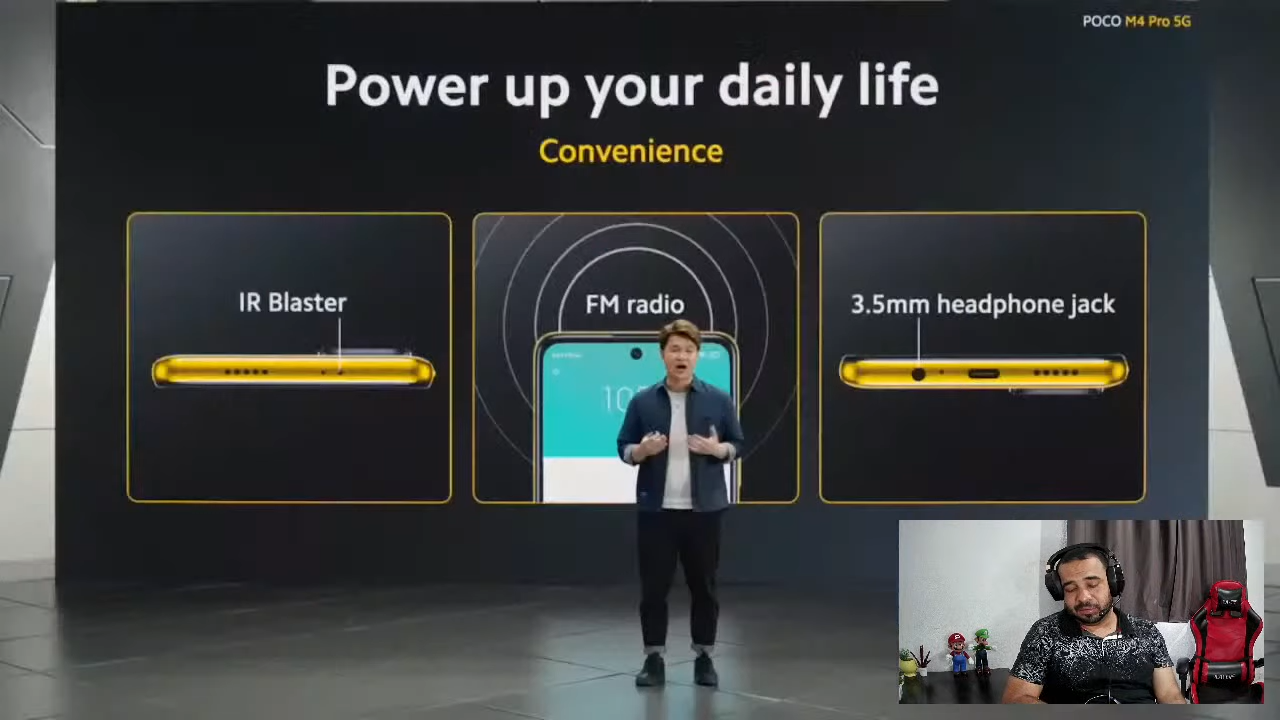 POCO M4 Pro 5G
Power up your daily life
Convenience
IR Blaster
FM radio
3.5mm headphone jack